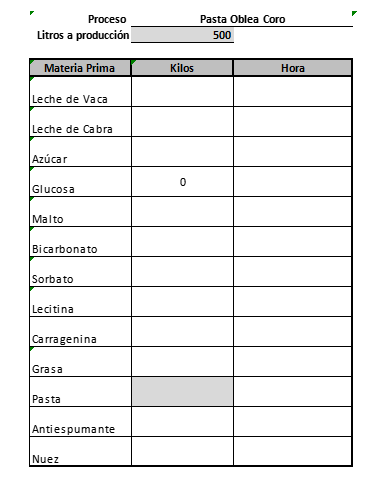 Proceso Pasta Oblea Coro
Litros a producción 500
Materia Prima Kilos Hora
Leche de Vaca
Leche de Cabra
Azúcar
Glucosa 0
Malto
Bicarbonato
Sorbato
Lecitina
Carragenina
Grasa
Pasta
Antiespumante
Nuez